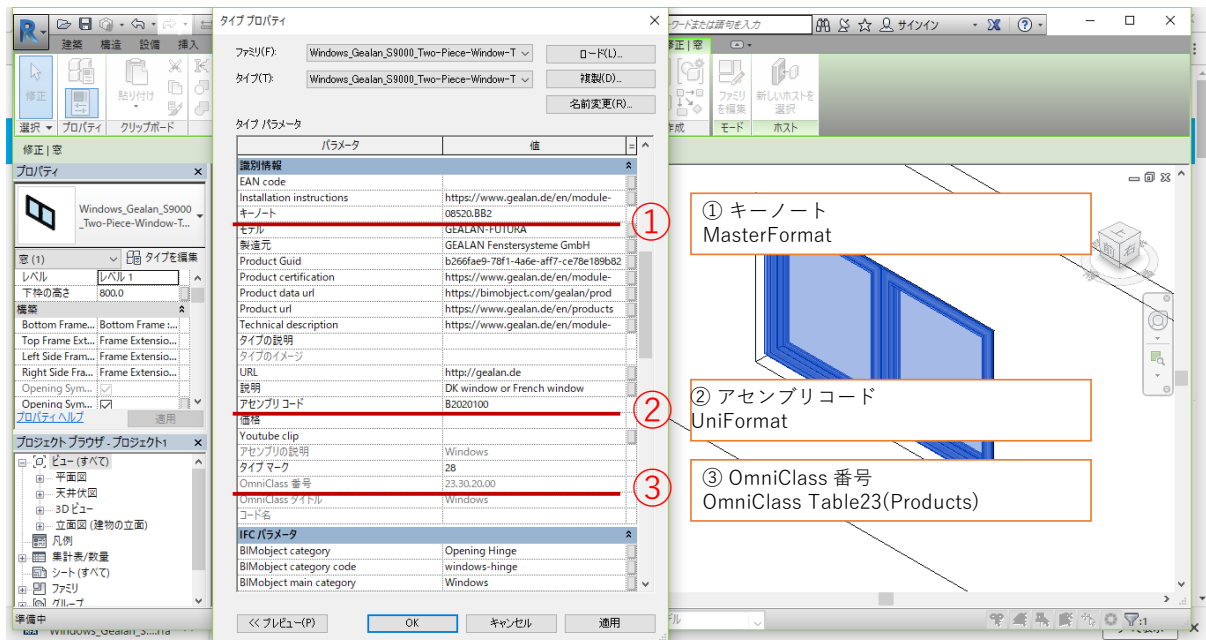 タイプ プロパティ
ファミリ(F):
Windows_Gealan_S9000_Two-Piece-Window-T
ロード(L)...
タイプ(T):
Windows_Gealan_S9000_Two-Piece-Window-T
複製(D)...
名前変更(R)...
タイプ パラメータ
パラメータ
値
=
識別情報
EAN code
Installation instructions
https://www.gealan.de/en/module-
キーノート
08520.BB2
モデル
GEALAN-FUTURA
製造元
GEALAN Fenstersysteme GmbH
Product Guid
b266fae9-78f1-4a6e-aff7-ce78e189b82
Product certification
https://www.gealan.de/en/module-
Product data url
https://bimobject.com/gealan/prod
Product url
https://www.gealan.de/en/products
Technical description
https://www.gealan.de/en/module-
タイプの説明
タイプのイメージ
URL
http://gealan.de
説明
DK window or French window
アセンブリ コード
B2020100
価格
Youtube clip
アセンブリの説明
Windows
タイプ マーク
28
OmniClass 番号
23.30.20.00
OmniClass タイトル
Windows
コード名
IFC パラメータ
BIMobject category
Opening Hinge
BIMobject category code
windows-hinge
BIMobject main category
Windows
<< プレビュー(P)
OK
キャンセル
適用
R
建築
構造
設備
挿入
修正
貼り付け
選択
プロパティ
クリップボード
修正 | 窓
プロパティ
Windows_Gealan_S9000
_Two-Piece-Window-T...
窓 (1)
タイプを編集
レベル
レベル 1
下枠の高さ
800.0
構築
Bottom Frame...
Bottom Frame :...
Top Frame Ext...
Frame Extensio...
Left Side Fram...
Frame Extensio...
Right Side Fra...
Frame Extensio...
Opening Sym...
Opening Sym...
プロパティ ヘルプ
適用
プロジェクト ブラウザ - プロジェクト1
ビュー (すべて)
平面図
天井伏図
3D ビュー
立面図 (建物の立面)
凡例
集計表/数量
シート (すべて)
ファミリ
グループ
準備中
サインイン
修正 | 窓
ファミリ
を編集
新しいホストを
選択
作成
モード
ホスト
前
右
:1
①
① キーノート
MasterFormat
②
② アセンブリコード
UniFormat
③
③ OmniClass 番号
OmniClass Table23(Products)